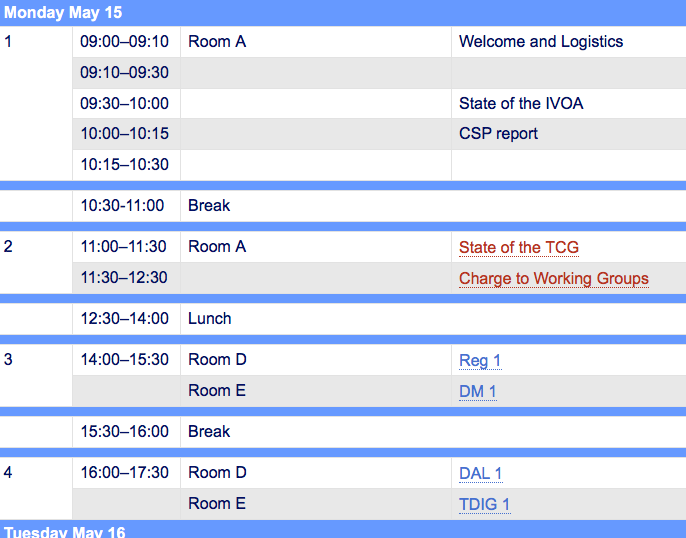 Monday May 15
1 09:00–09:10 Room A Welcome and Logistics
09:10–09:30
09:30–10:00 State of the IVOA
10:00–10:15 CSP report
10:15–10:30
10:30-11:00 Break
2 11:00–11:30 Room A State of the TCG
11:30–12:30 Charge to Working Groups
12:30–14:00 Lunch
3 14:00–15:30 Room D Reg 1
Room E DM 1
15:30–16:00 Break
4 16:00–17:30 Room D DAL 1
Room E TDIG 1
Tuesday May 16